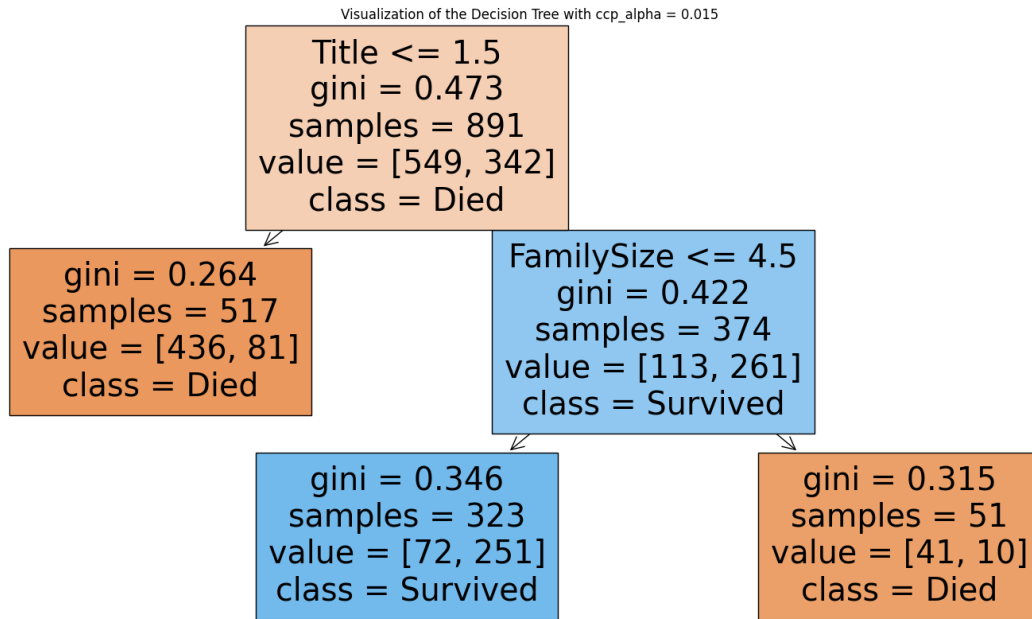 Visualization of the Decision Tree with ccp_alpha = 0.015
Title <= 1.5
gini = 0.473
samples = 891
value = [549, 342]
class = Died
gini = 0.264
samples = 517
value = [436, 81]
class = Died
FamilySize <= 4.5
gini = 0.422
samples = 374
value = [113, 261]
class = Survived
gini = 0.346
samples = 323
value = [72, 251]
class = Survived
gini = 0.315
samples = 51
value = [41, 10]
class = Died